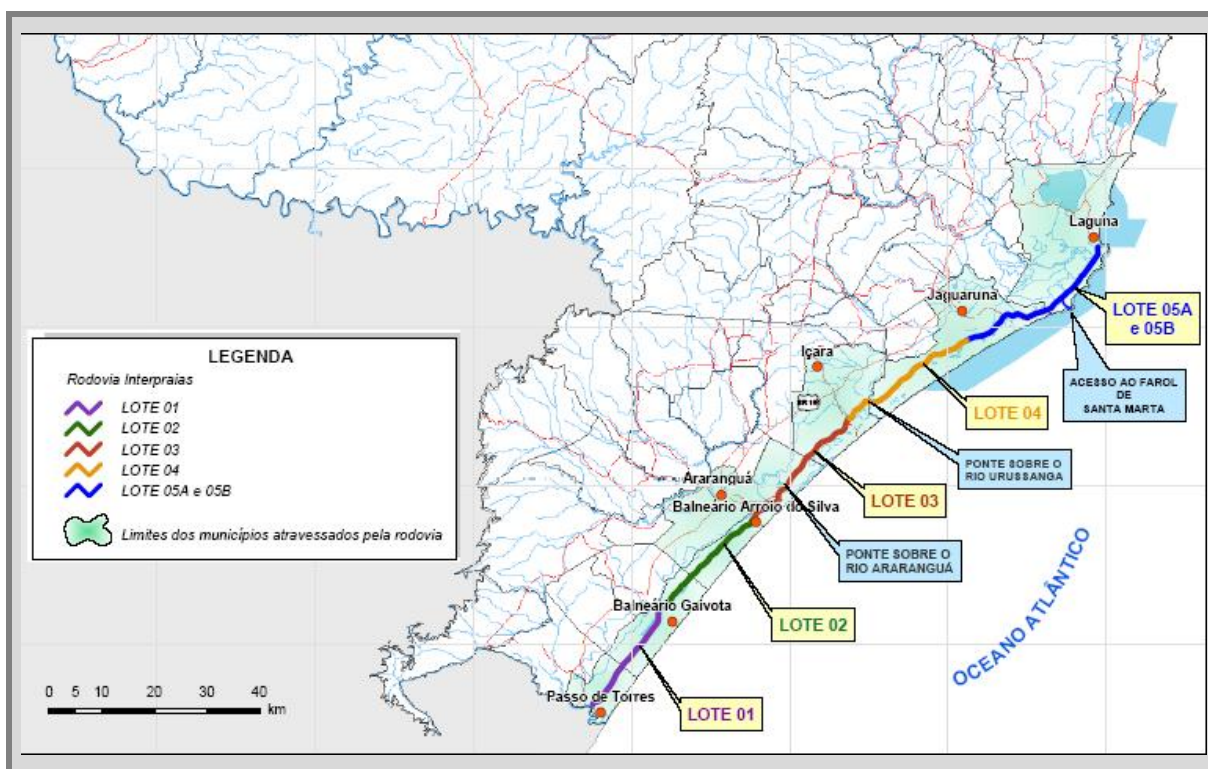 Laguna
Jaguaruna
LOTE 05A
e 05B
Içara
BR 101
ACESSO AO FAROL
DE
SANTA MARTA
LOTE 04
PONTE SOBRE O
RIO URUSSANGA
LOTE 03
Araranguá
Balneário Arroio do Silva
PONTE SOBRE O
RIO ARARANGUÁ
Balneário Gaivota
LOTE 02
OCEANO ATLÂNTICO
Passo de Torres
LOTE 01
LEGENDA
Rodovia Interpraias
LOTE 01
LOTE 02
LOTE 03
LOTE 04
LOTE 05A e 05B
Limites dos municípios atravessados pela rodovia
0 5 10 20 30 40
km